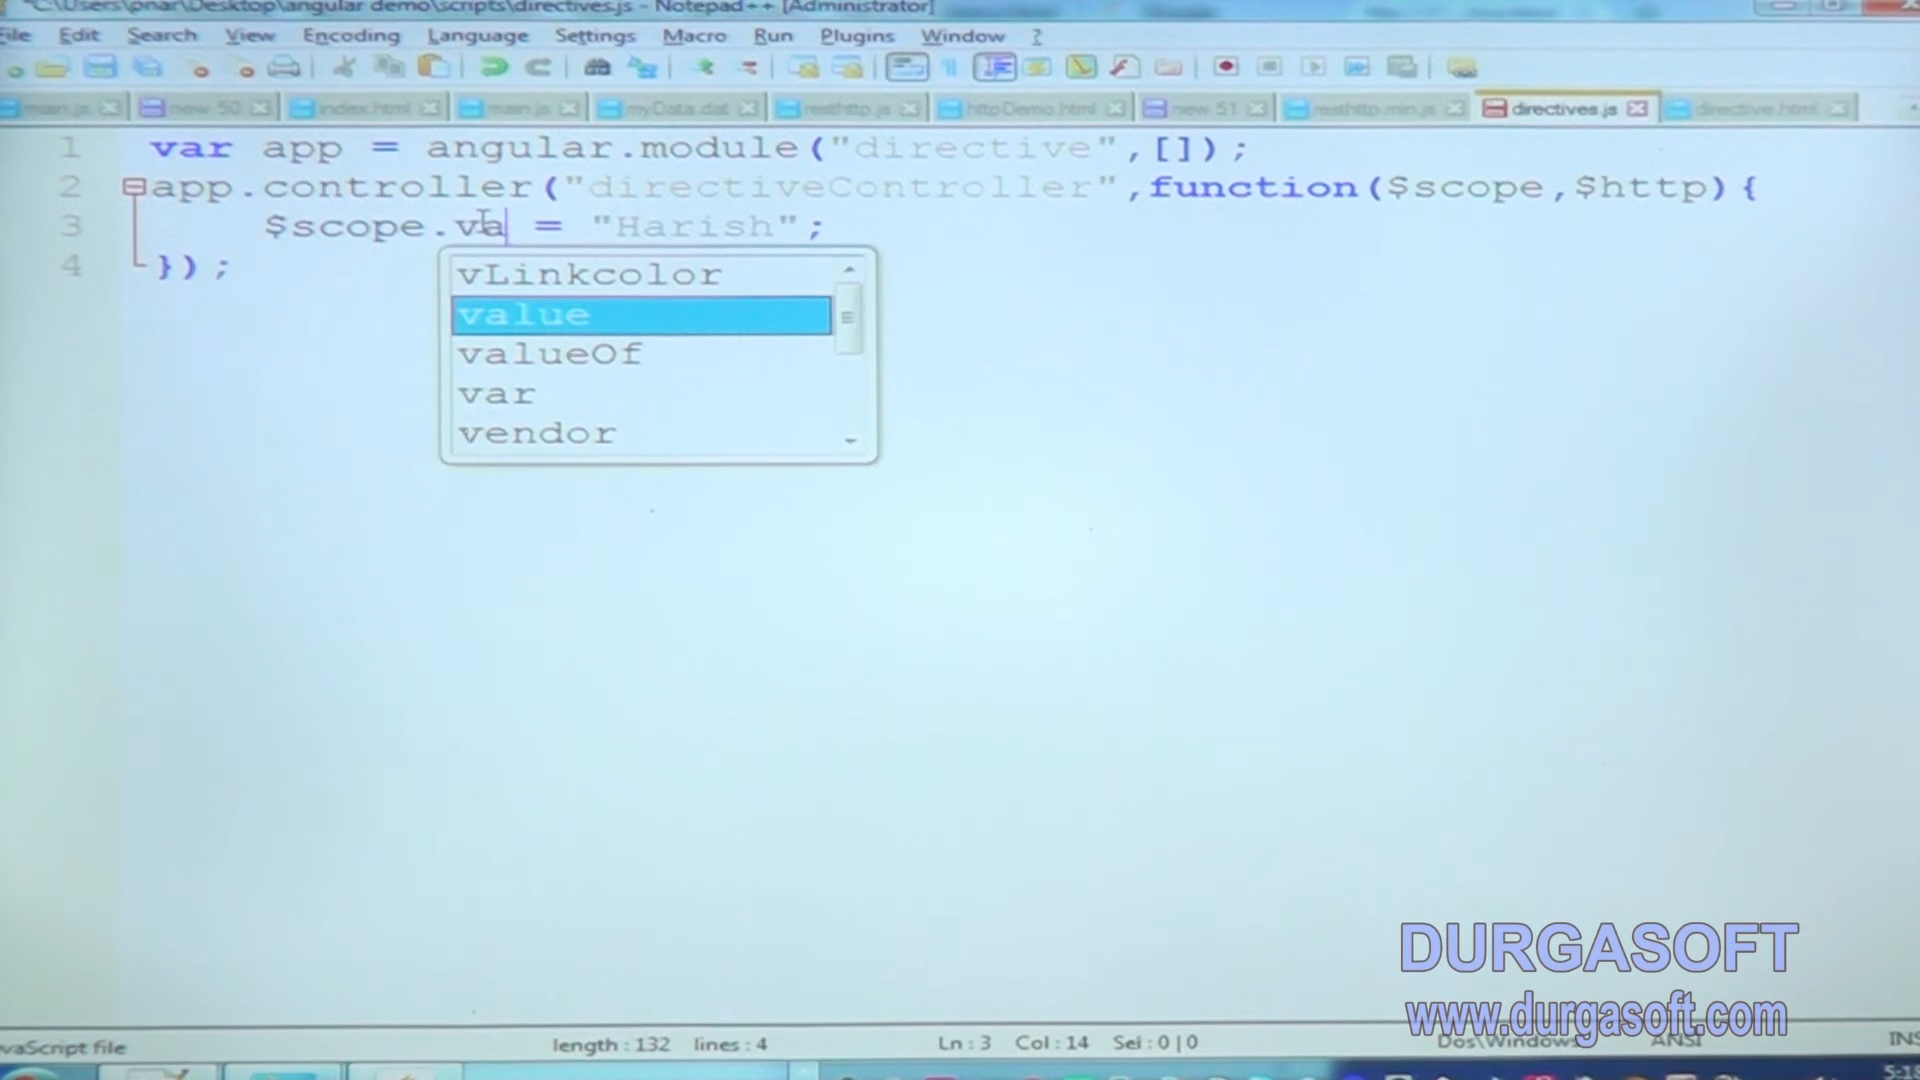 *C:\Users\pnar\Desktop\angular demo\scripts\directives.js - Notepad++ [Administrator]
File Edit Search View Encoding Language Settings Macro Run Plugins Window ?
main.js new 50 index.html main.js myData.dat resthttp.js httpDemo.html new 51 resthttp.min.js directives.js directive.html
1 var app = angular.module("directive",[]);
2 app.controller("directiveController",function($scope,$http){
3 $scope.va = "Harish";
4 });
vLinkcolor
value
valueOf
var
vendor
DURGASOFT
www.durgasoft.com
vaScript file length : 132 lines : 4 Ln : 3 Col : 14 Sel : 0 | 0 Dos\Windows ANSI INS